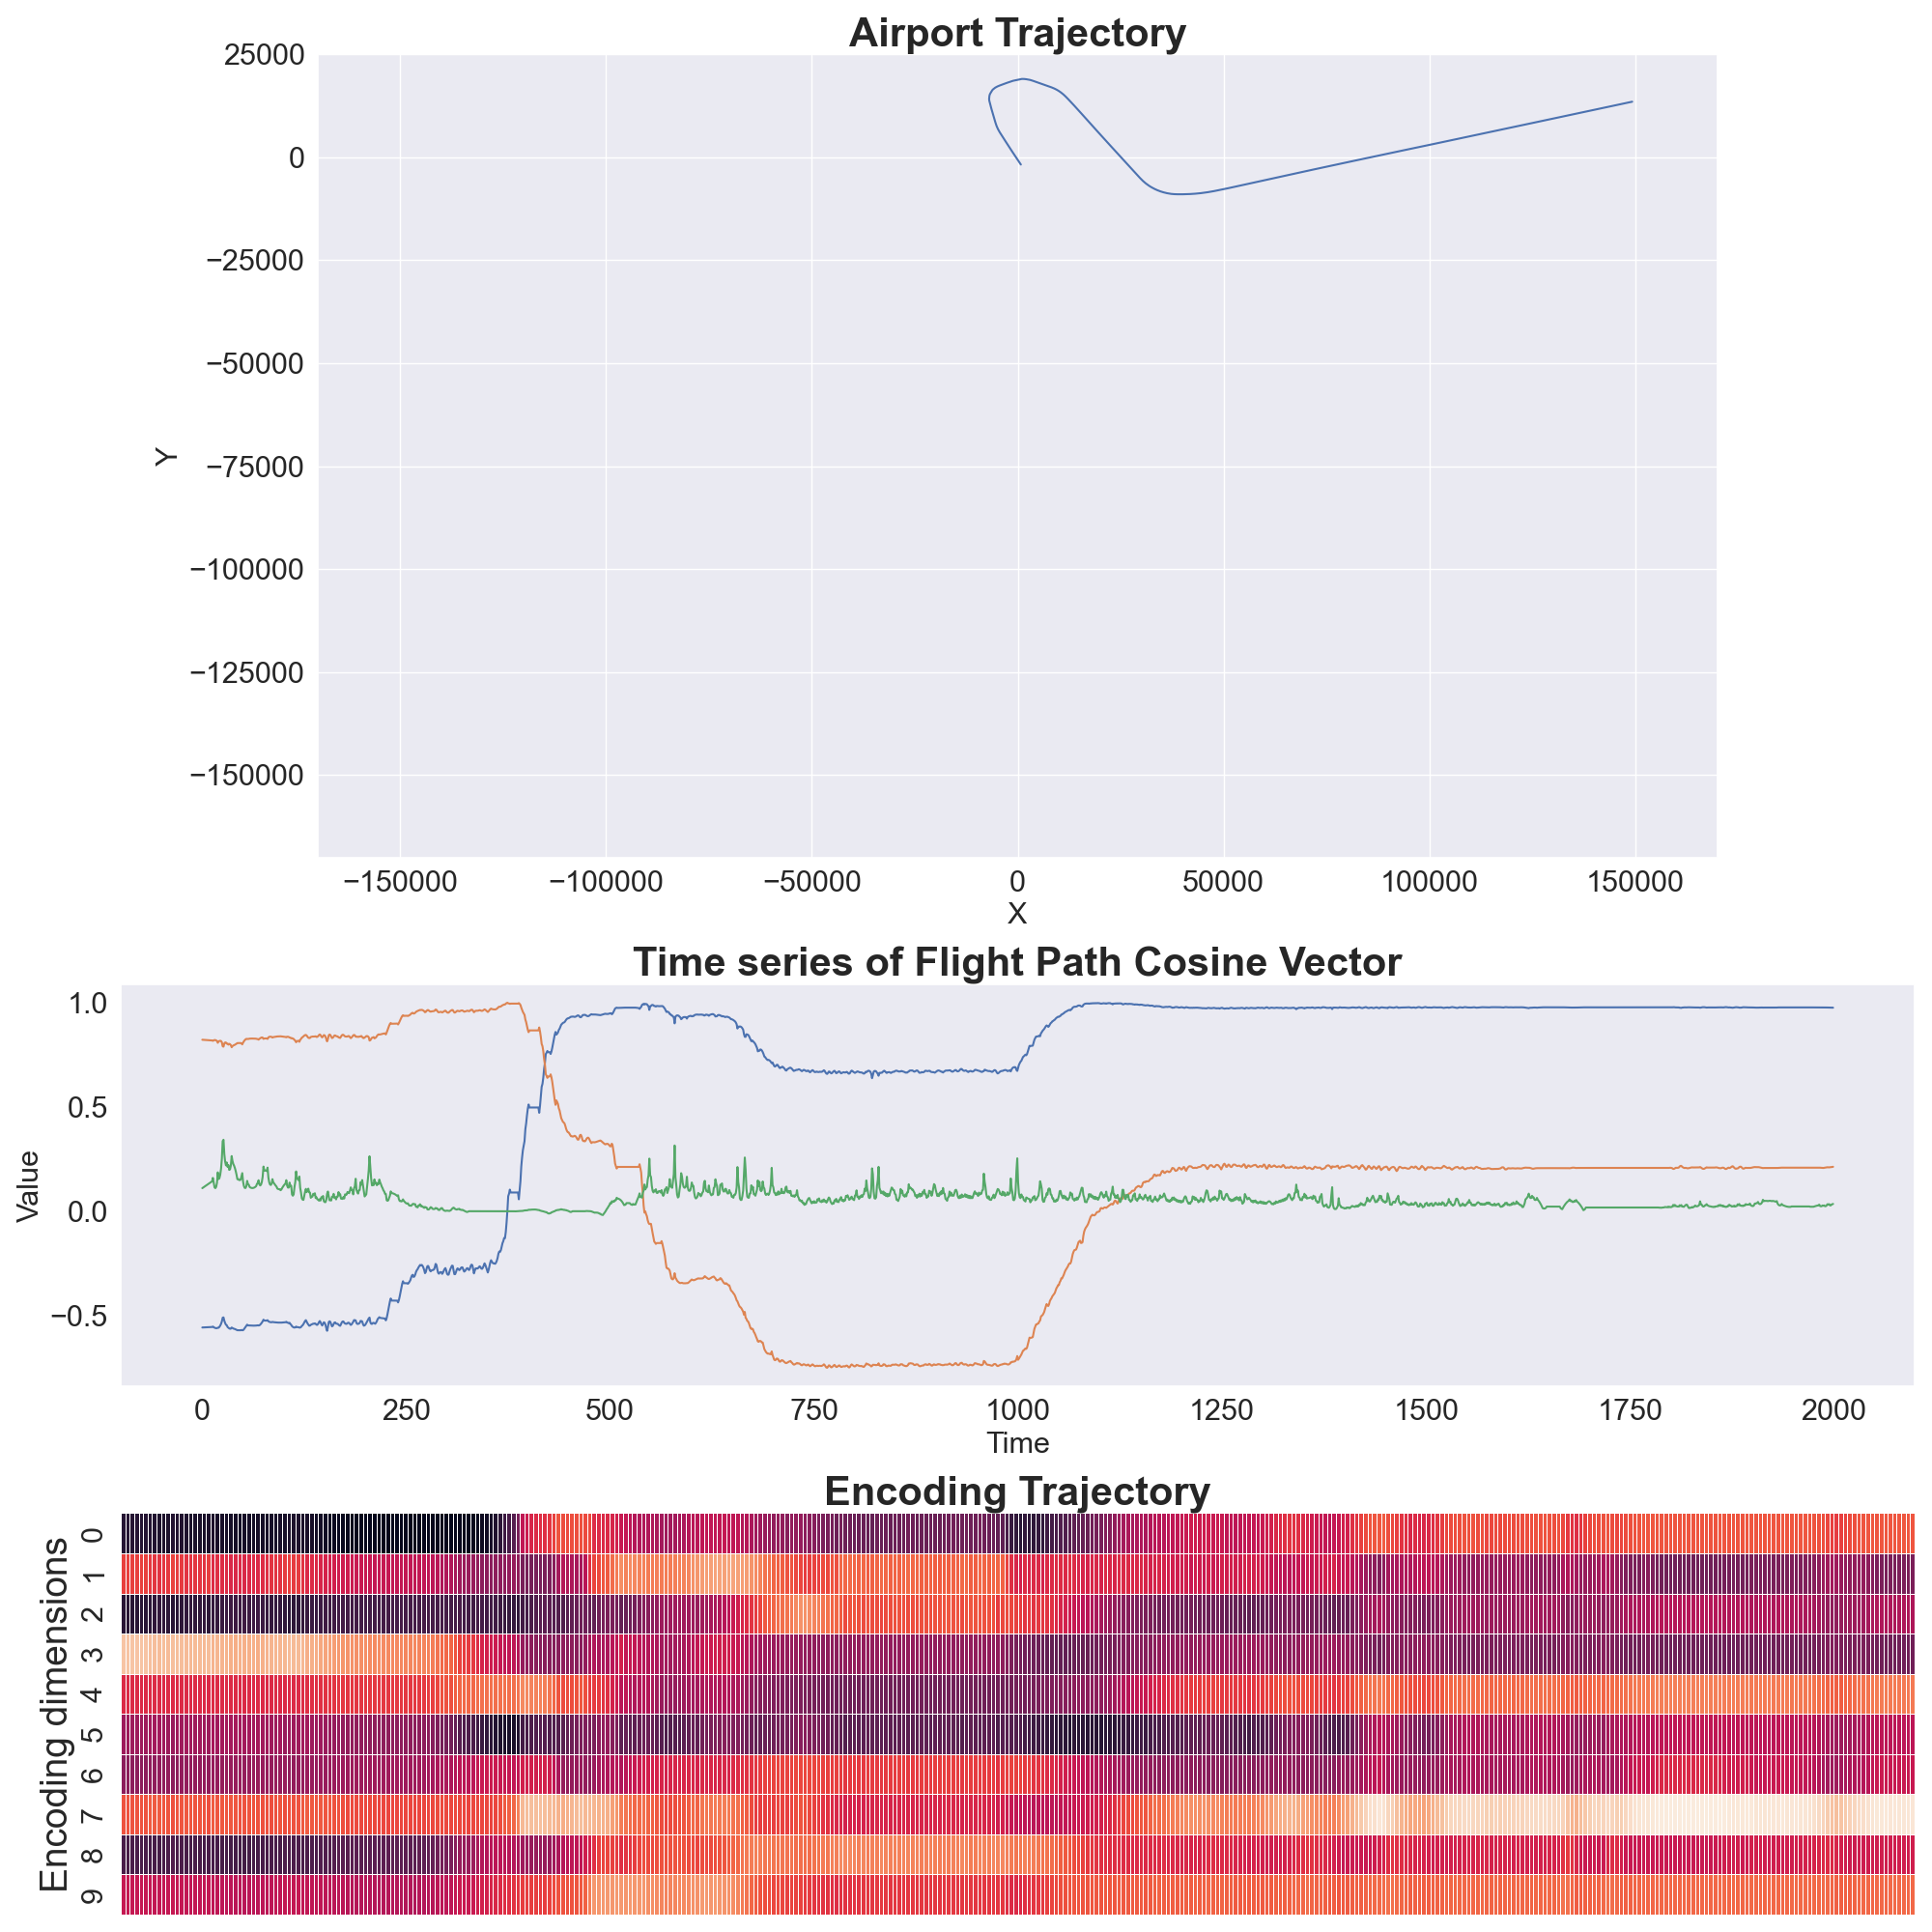 Airport Trajectory
25000
0
−25000
−50000
−75000
−100000
−125000
−150000
Y
−150000 −100000 −50000 0 50000 100000 150000
X
Time series of Flight Path Cosine Vector
1.0
0.5
0.0
−0.5
Value
0 250 500 750 1000 1250 1500 1750 2000
Time
Encoding Trajectory
0
1
2
3
4
5
6
7
8
9
Encoding dimensions